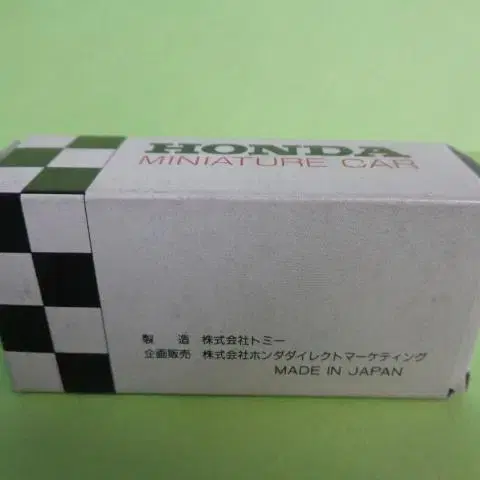 HONDA
MINIATURE CAR
製　造　株式会社トミー
企画販売　株式会社ホンダダイレクトマーケティング
MADE IN JAPAN